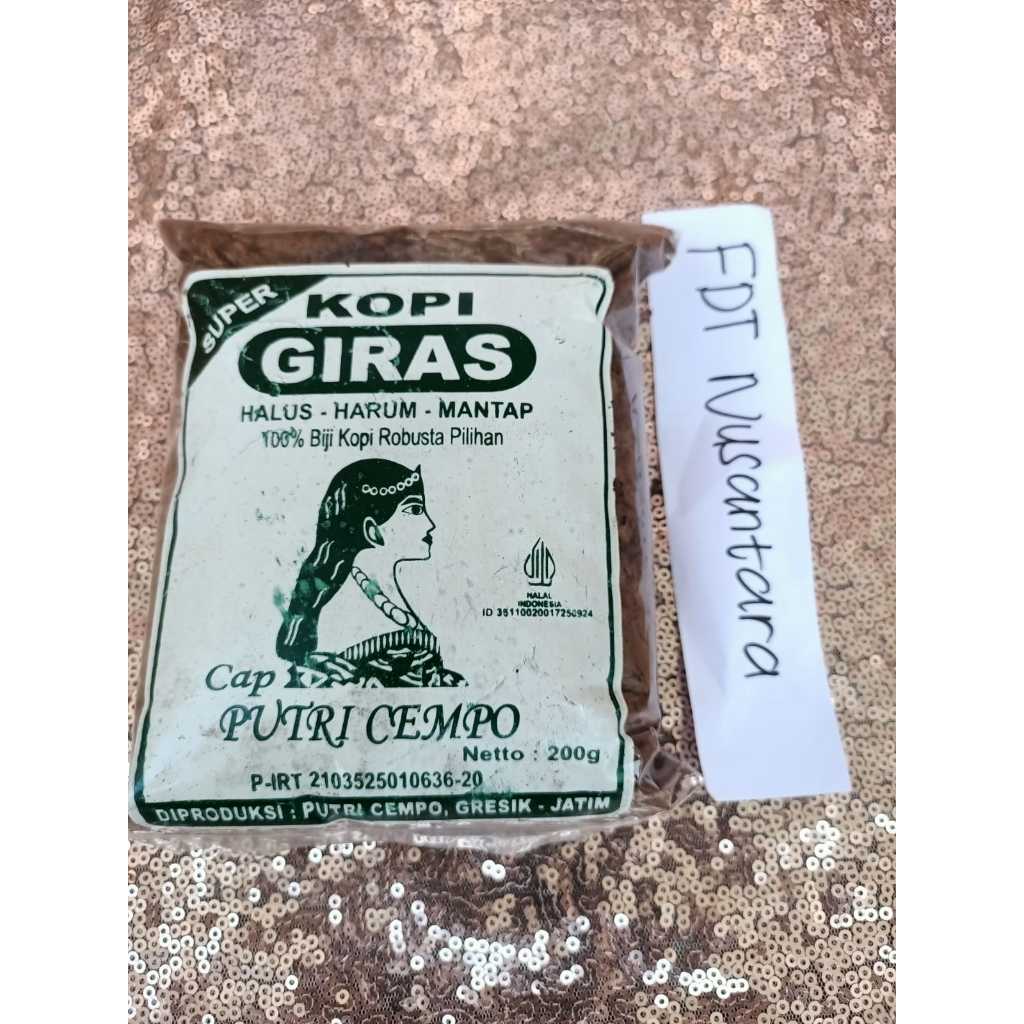 SUPER
KOPI
GIRAS
HALUS - HARUM - MANTAP
100% Biji Kopi Robusta Pilihan
HALAL
INDONESIA
ID 35110020017250924
Cap
PUTRI CEMPO
Netto : 200g
P-IRT 2103525010636-20
DIPRODUKSI : PUTRI CEMPO, GRESIK - JATIM
FDT Nusantara